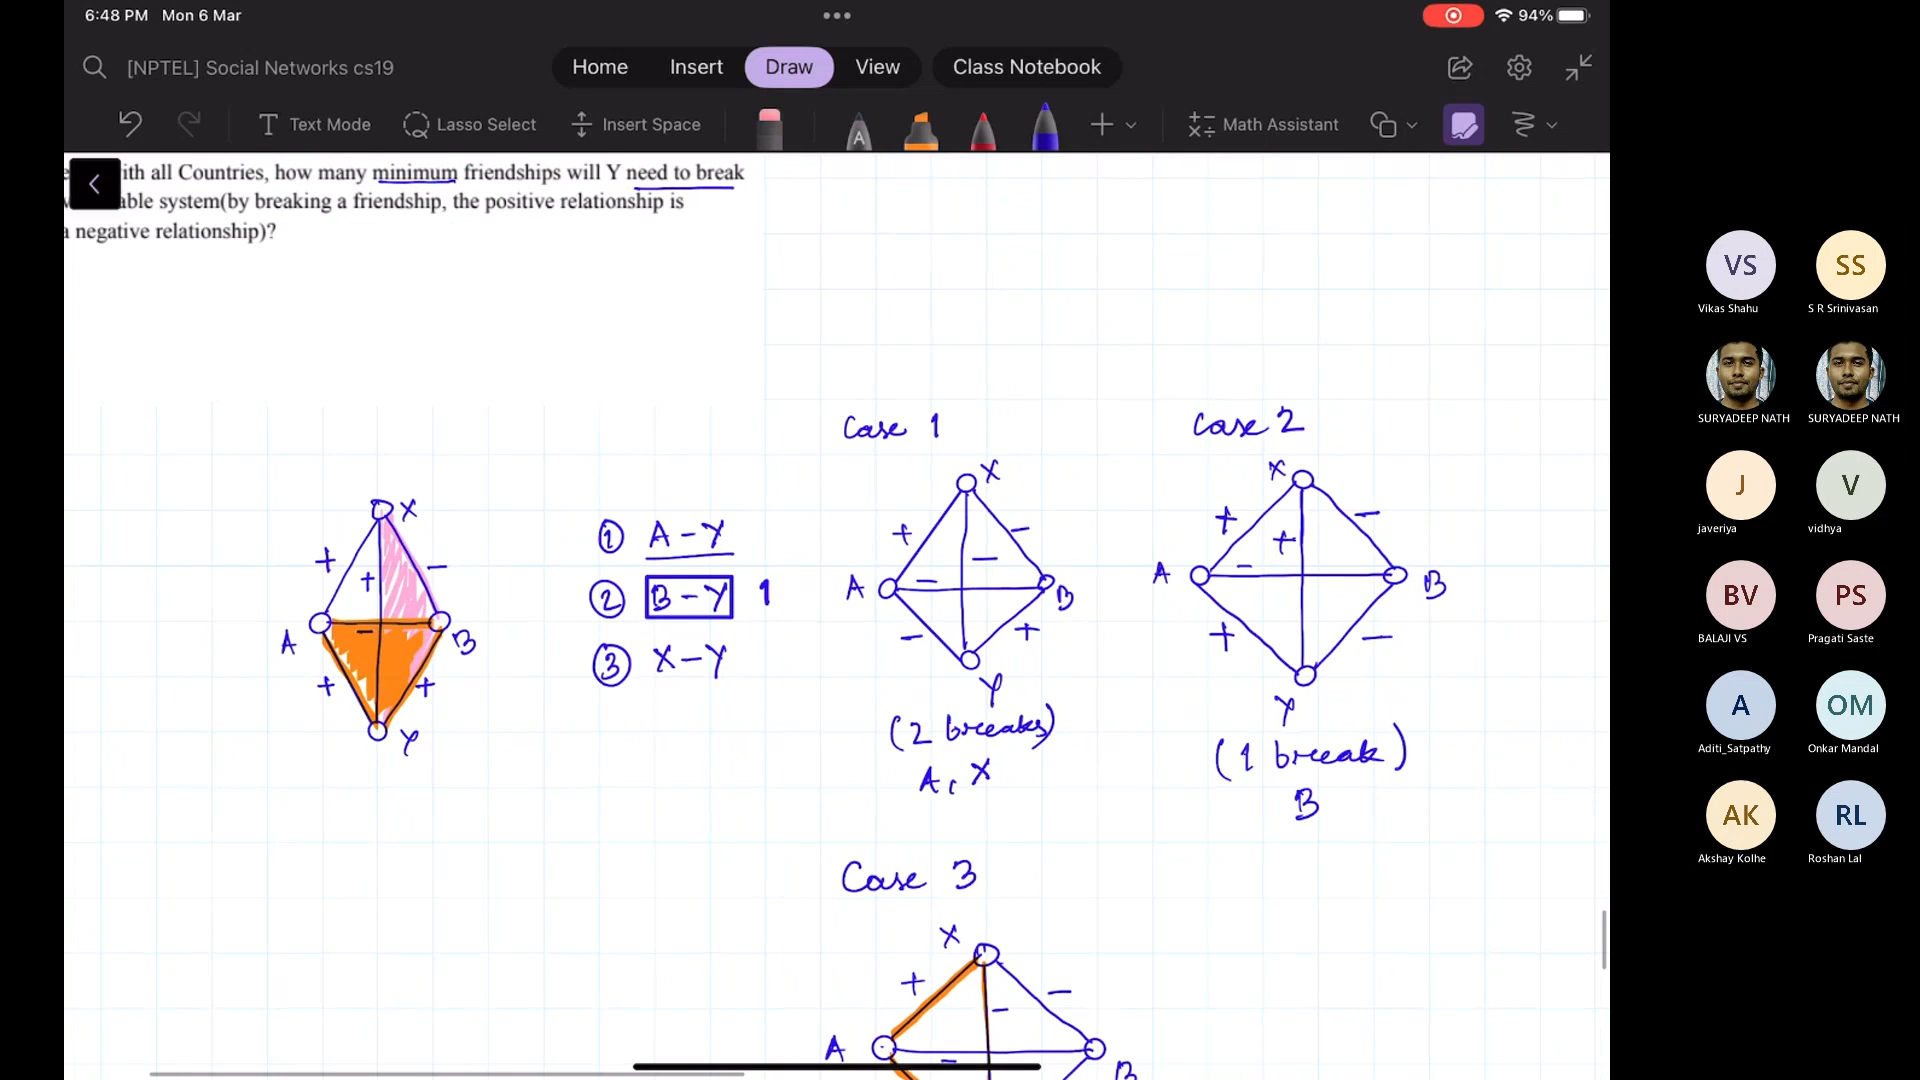 6:48 PM Mon 6 Mar
94%
[NPTEL] Social Networks cs19
Home Insert Draw View Class Notebook
Text Mode Lasso Select Insert Space Math Assistant
ith all Countries, how many minimum friendships will Y need to break
able system(by breaking a friendship, the positive relationship is
a negative relationship)?
Case 1
Case 2
X
+ + -
A - B
+ +
Y
① A - Y
② B - Y 1
③ X - Y
X
+ - -
A - B
- +
Y
(2 breaks)
A, X
X
+ + -
A - B
+ -
Y
(1 break)
B
Case 3
X
+ - -
A - B
VS SS
Vikas Shahu S R Srinivasan
SURYADEEP NATH SURYADEEP NATH
J V
javeriya vidhya
BV PS
BALAJI VS Pragati Saste
A OM
Aditi_Satpathy Onkar Mandal
AK RL
Akshay Kolhe Roshan Lal